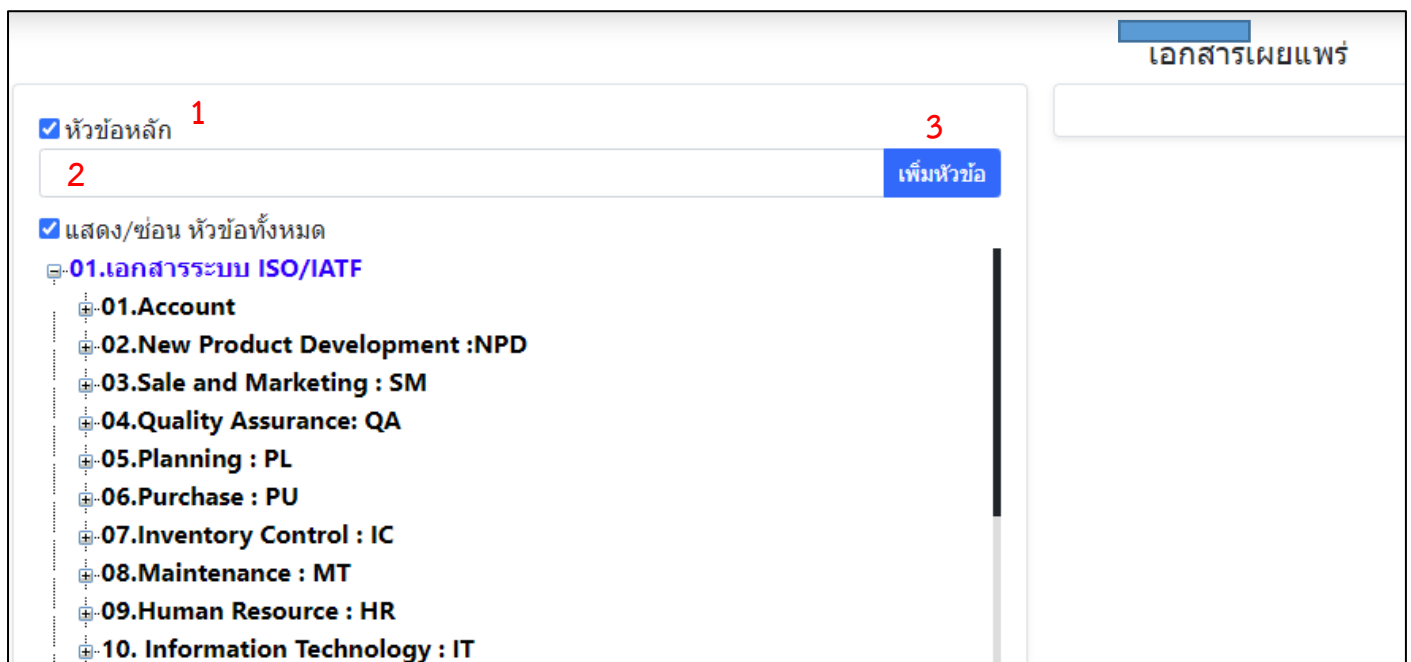 เอกสารเผยแพร่
หัวข้อหลัก 1
3
2
เพิ่มหัวข้อ
แสดง/ซ่อน หัวข้อทั้งหมด
01.เอกสารระบบ ISO/IATF
01.Account
02.New Product Development :NPD
03.Sale and Marketing : SM
04.Quality Assurance: QA
05.Planning : PL
06.Purchase : PU
07.Inventory Control : IC
08.Maintenance : MT
09.Human Resource : HR
10. Information Technology : IT